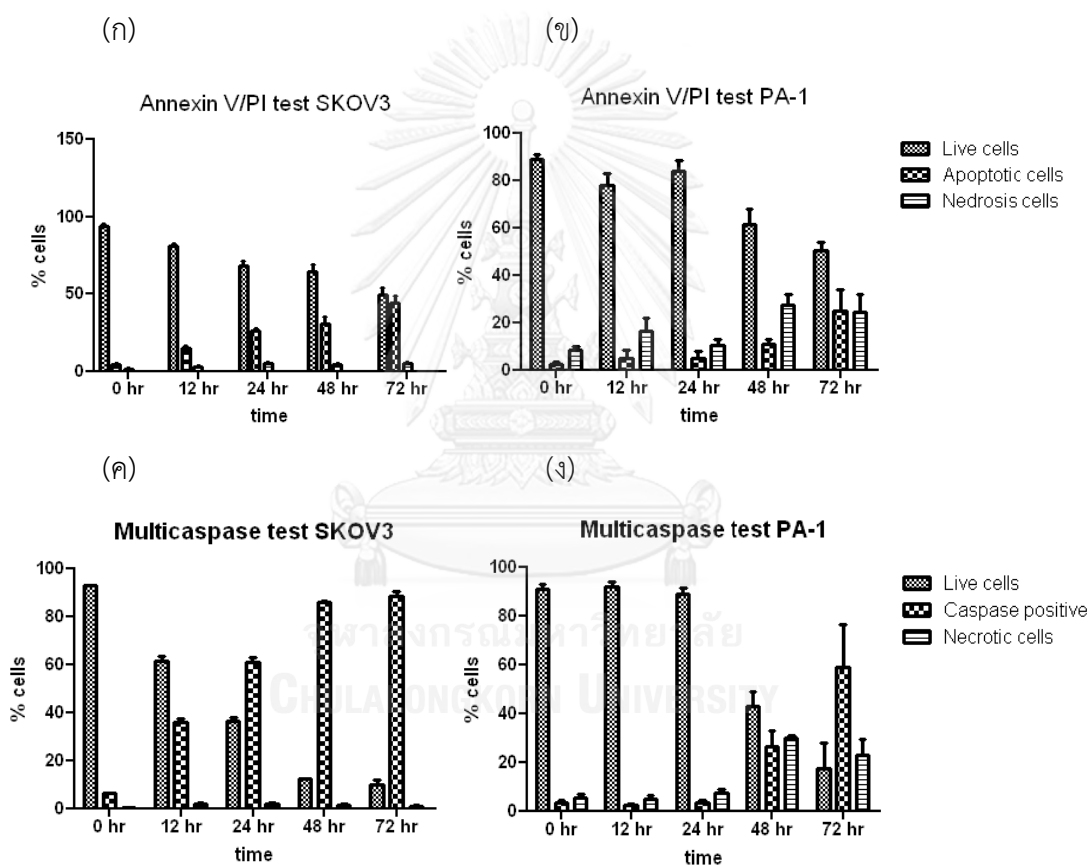 (ก)
(ข)
Annexin V/PI test SKOV3
Annexin V/PI test PA-1
150
100
50
0
% cells
0 hr 12 hr 24 hr 48 hr 72 hr
time
100
80
60
40
20
0
% cells
0 hr 12 hr 24 hr 48 hr 72 hr
time
Live cells
Apoptotic cells
Nedrosis cells
(ค)
(ง)
Multicaspase test SKOV3
Multicaspase test PA-1
100
80
60
40
20
0
% cells
0 hr 12 hr 24 hr 48 hr 72 hr
time
100
80
60
40
20
0
% cells
0 hr 12 hr 24 hr 48 hr 72 hr
time
Live cells
Caspase positive
Necrotic cells
จุฬาลงกรณ์มหาวิทยาลัย
CHULALONGKORN UNIVERSITY